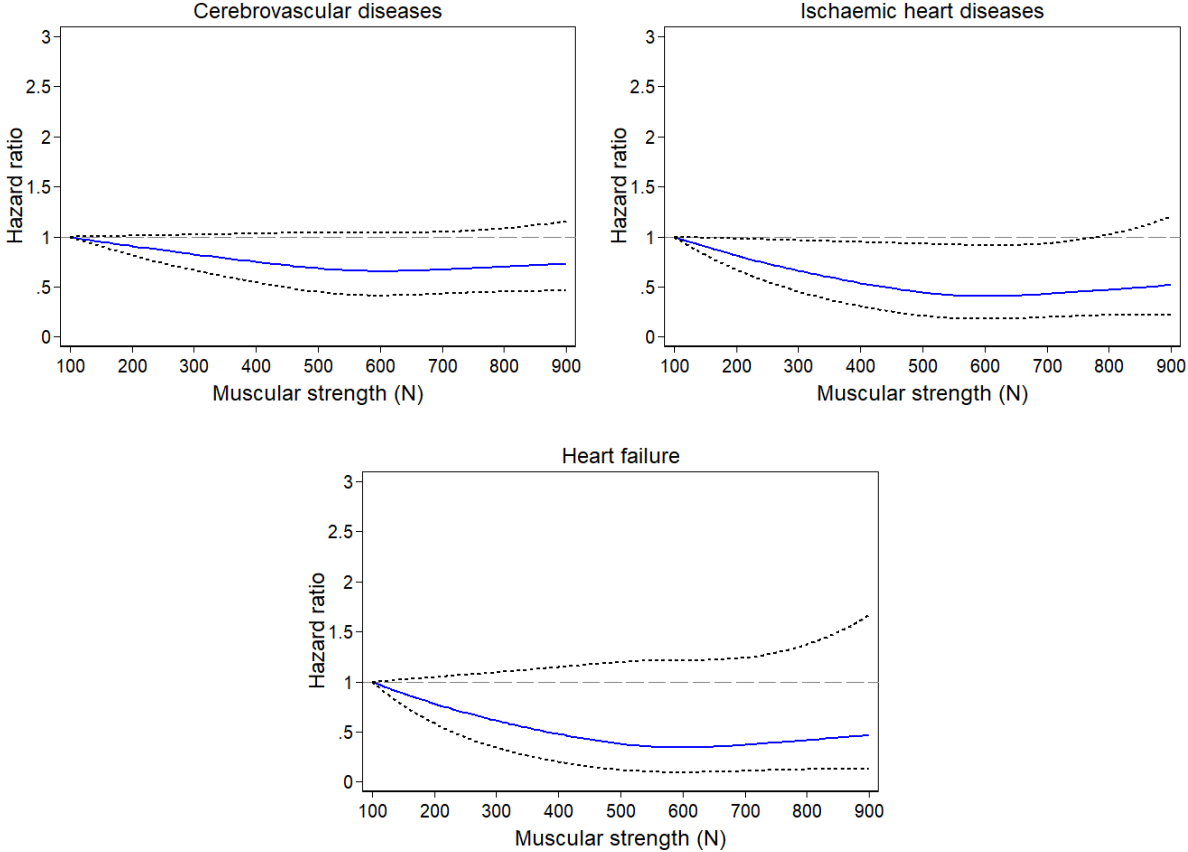 Cerebrovascular diseases
Hazard ratio
3
2.5
2
1.5
1
.5
0
100 200 300 400 500 600 700 800 900
Muscular strength (N)
Ischaemic heart diseases
Hazard ratio
3
2.5
2
1.5
1
.5
0
100 200 300 400 500 600 700 800 900
Muscular strength (N)
Heart failure
Hazard ratio
3
2.5
2
1.5
1
.5
0
100 200 300 400 500 600 700 800 900
Muscular strength (N)